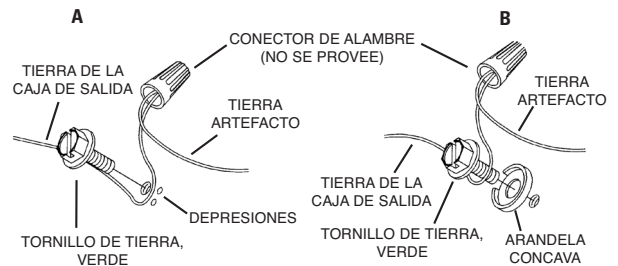 A
B
CONECTOR DE ALAMBRE
(NO SE PROVEE)
TIERRA DE LA
CAJA DE SALIDA
TIERRA
ARTEFACTO
DEPRESIONES
TORNILLO DE TIERRA,
VERDE
TIERRA
ARTEFACTO
TIERRA DE LA
CAJA DE SALIDA
TORNILLO DE TIERRA,
VERDE
ARANDELA
CONCAVA